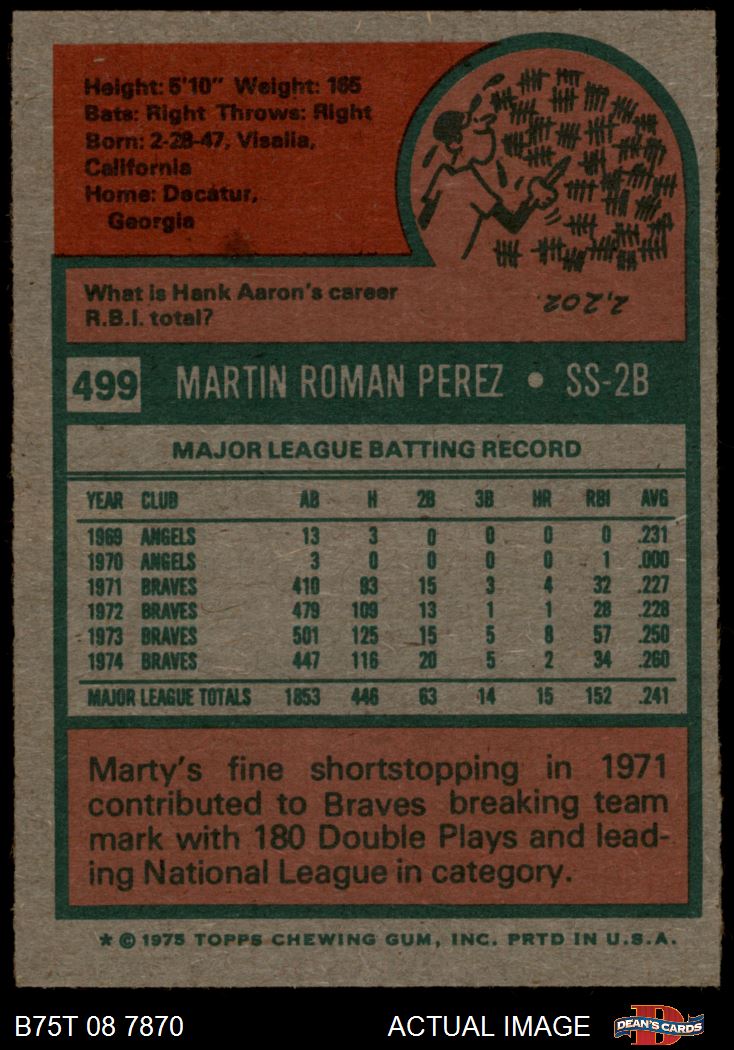 Height: 5'10" Weight: 165
Bats: Right Throws: Right
Born: 2-28-47, Visalia,
California
Home: Decatur,
Georgia
What is Hank Aaron's career
R.B.I. total?
2,202.
499 MARTIN ROMAN PEREZ • SS-2B
MAJOR LEAGUE BATTING RECORD
YEAR CLUB AB H 2B 3B HR RBI AVG
1969 ANGELS 13 3 0 0 0 0 .231
1970 ANGELS 3 0 0 0 0 1 .000
1971 BRAVES 410 93 15 3 4 32 .227
1972 BRAVES 479 109 13 1 1 28 .228
1973 BRAVES 501 125 15 5 8 57 .250
1974 BRAVES 447 116 20 5 2 34 .260
MAJOR LEAGUE TOTALS 1853 446 63 14 15 152 .241
Marty's fine shortstopping in 1971
contributed to Braves breaking team
mark with 180 Double Plays and lead-
ing National League in category.
* © 1975 TOPPS CHEWING GUM, INC. PRTD IN U.S.A.
B75T 08 7870 ACTUAL IMAGE
D
DEAN'S CARDS